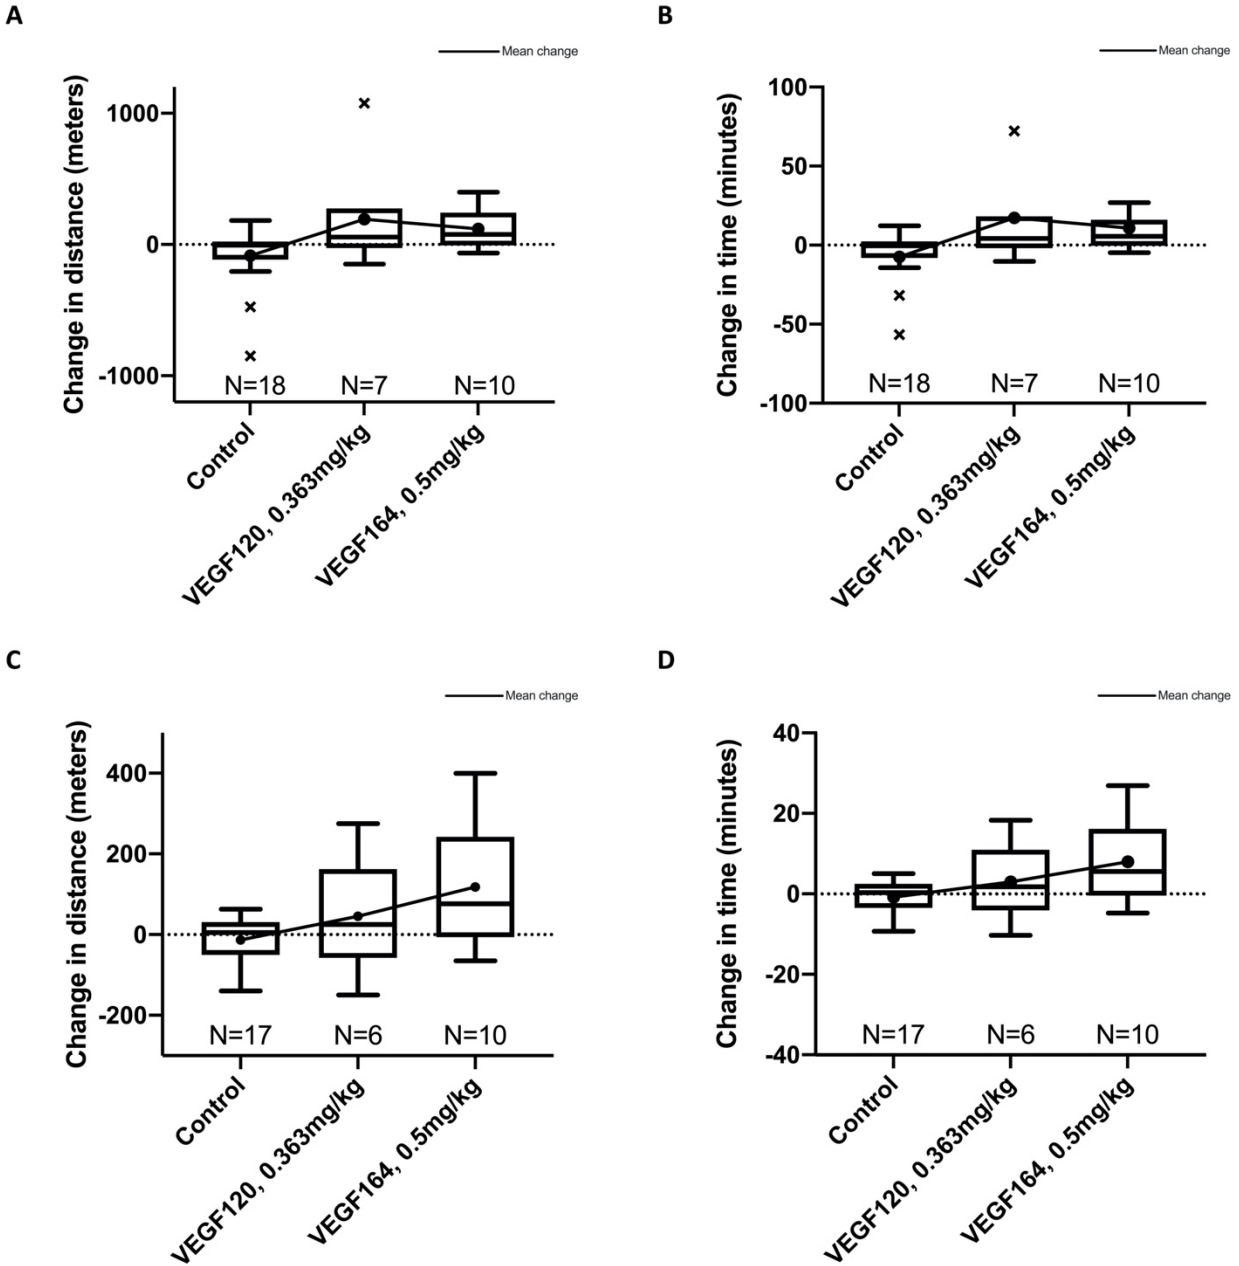 A
Mean change
Change in distance (meters)
1000
0
-1000
N=18
N=7
N=10
Control
VEGF120, 0.363mg/kg
VEGF164, 0.5mg/kg
B
Mean change
Change in time (minutes)
100
50
0
-50
-100
N=18
N=7
N=10
Control
VEGF120, 0.363mg/kg
VEGF164, 0.5mg/kg
C
Mean change
Change in distance (meters)
400
200
0
-200
N=17
N=6
N=10
Control
VEGF120, 0.363mg/kg
VEGF164, 0.5mg/kg
D
Mean change
Change in time (minutes)
40
20
0
-20
-40
N=17
N=6
N=10
Control
VEGF120, 0.363mg/kg
VEGF164, 0.5mg/kg